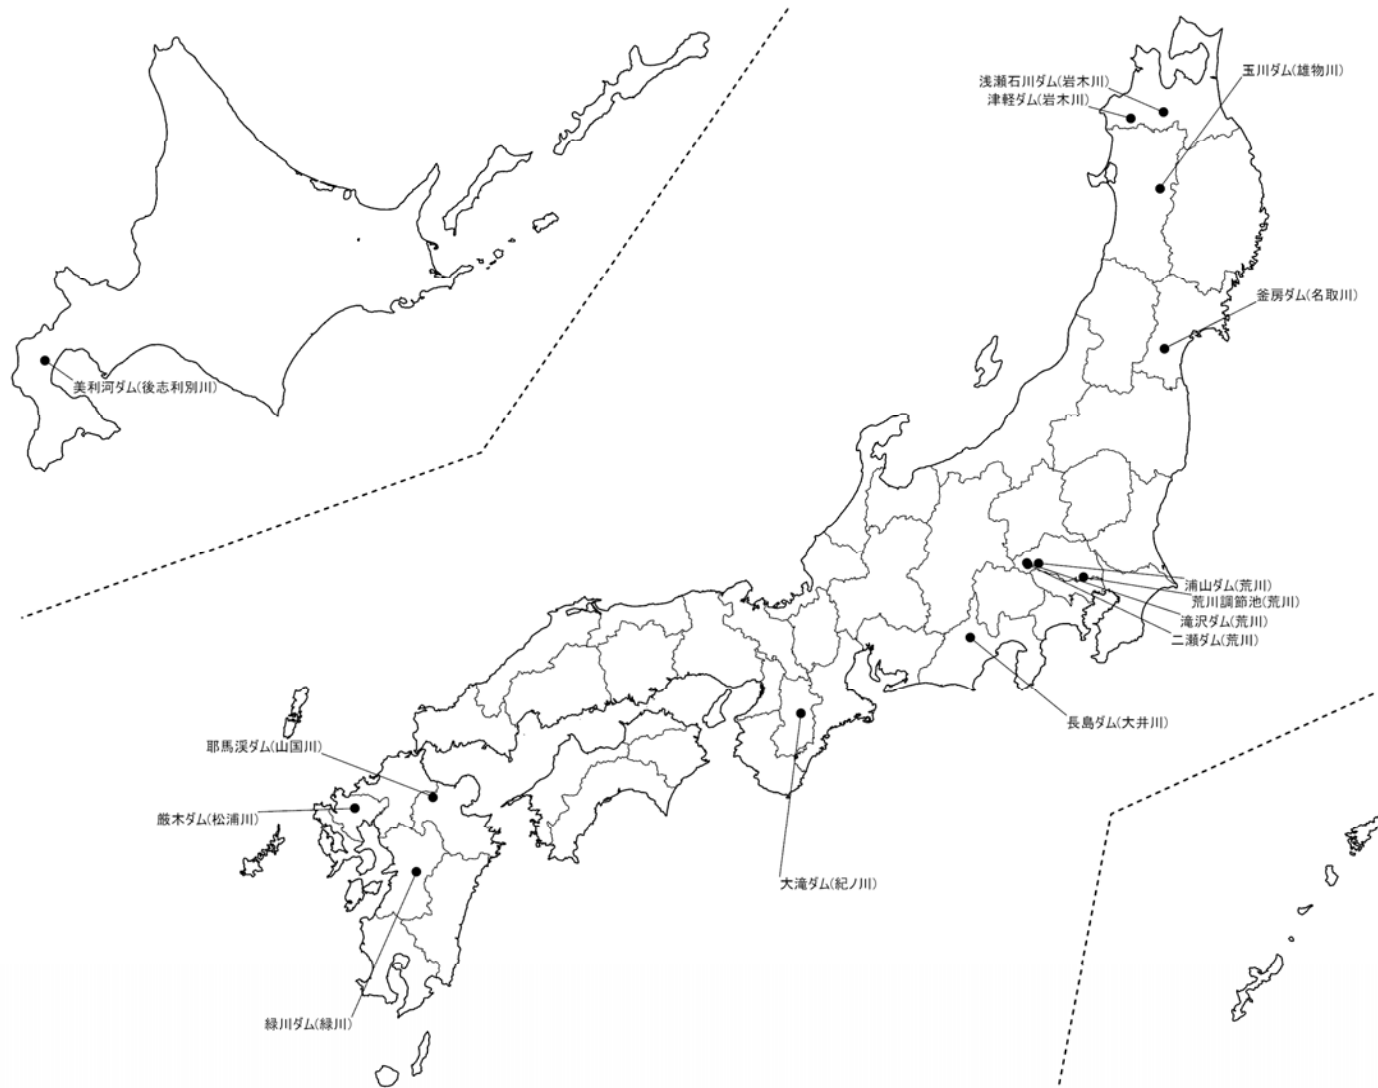 浅瀬石川ダム(岩木川)
津軽ダム(岩木川)
玉川ダム(雄物川)
釜房ダム(名取川)
美利河ダム(後志利別川)
浦山ダム(荒川)
荒川調節池(荒川)
滝沢ダム(荒川)
二瀬ダム(荒川)
長島ダム(大井川)
耶馬渓ダム(山国川)
厳木ダム(松浦川)
大滝ダム(紀ノ川)
緑川ダム(緑川)